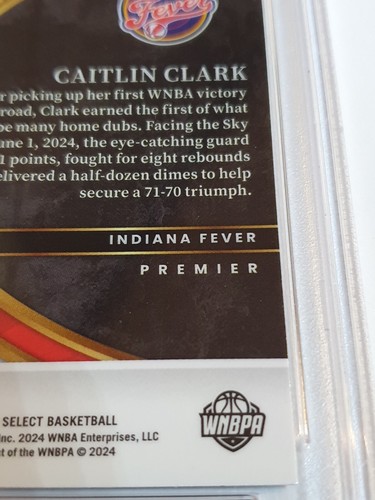 Fever
CAITLIN CLARK
r picking up her first WNBA victory
road, Clark earned the first of what
be many home dubs. Facing the Sky
une 1, 2024, the eye-catching guard
1 points, fought for eight rebounds
elivered a half-dozen dimes to help
secure a 71-70 triumph.
INDIANA FEVER
PREMIER
SELECT BASKETBALL
nc. 2024 WNBA Enterprises, LLC
t of the WNBPA © 2024
WNBPA